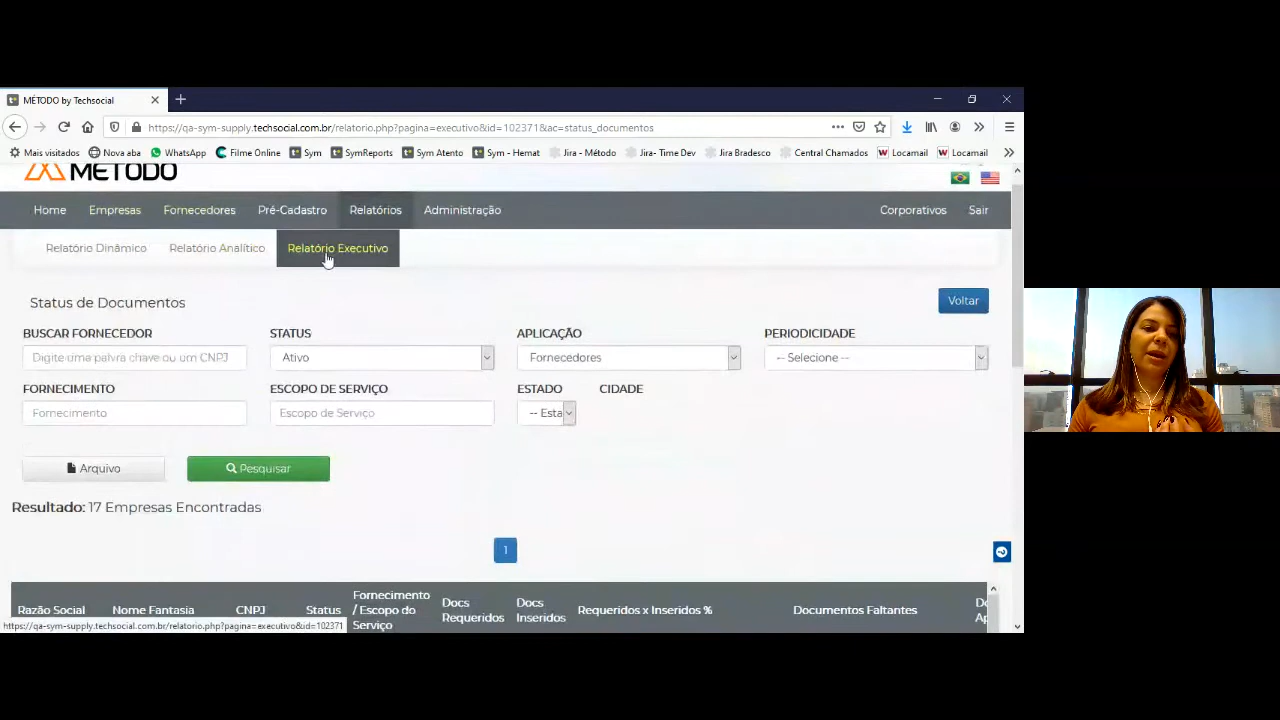 MÉTODO by Techsocial
https://qa-sym-supply.techsocial.com.br/relatorio.php?pagina=executivo&id=102371&ac=status_documentos
Mais visitados Nova aba WhatsApp Filme Online Sym SymReports Sym Atento Sym - Hemat Jira - Método Jira- Time Dev Jira Bradesco Central Chamados Locamail Locamail
MÉTODO
Home Empresas Fornecedores Pré-Cadastro Relatórios Administração Corporativos Sair
Relatório Dinâmico Relatório Analítico Relatório Executivo
Status de Documentos Voltar
BUSCAR FORNECEDOR STATUS APLICAÇÃO PERIODICIDADE
Digite uma palvra chave ou um CNPJ Ativo Fornecedores -- Selecione --
FORNECIMENTO ESCOPO DE SERVIÇO ESTADO CIDADE
Fornecimento Escopo de Serviço -- Esta
Arquivo Pesquisar
Resultado: 17 Empresas Encontradas
1
Razão Social Nome Fantasia CNPJ Status Fornecimento / Escopo do Serviço Docs Requeridos Docs Inseridos Requeridos x Inseridos % Documentos Faltantes Do Ap
https://qa-sym-supply.techsocial.com.br/relatorio.php?pagina=executivo&id=102371